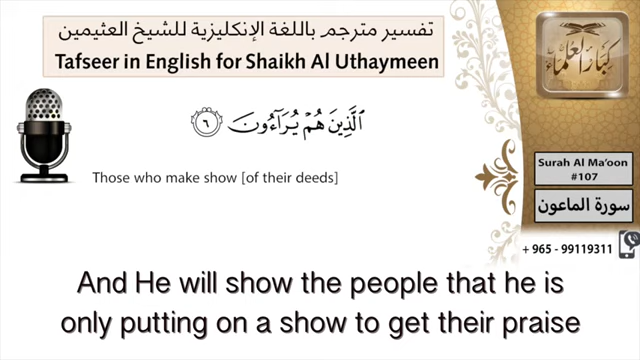 تفسير مترجم باللغة الإنكليزية للشيخ العثيمين
Tafseer in English for Shaikh Al Uthaymeen
كبار العلماء
ٱلَّذِينَ هُمْ يُرَآءُونَ ٦
Those who make show [of their deeds]
Surah Al Ma'oon
#107
سورة الماعون
+ 965 - 99119311
And He will show the people that he is
only putting on a show to get their praise